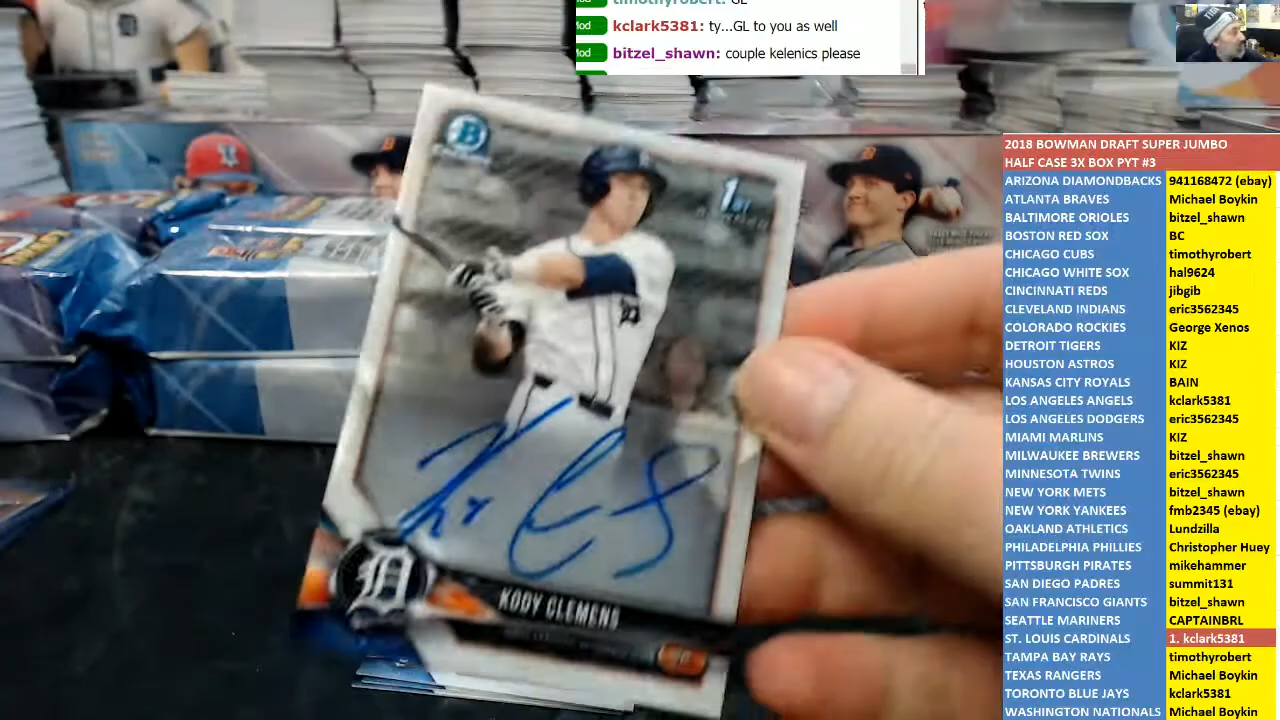 timothyrobert: GL
Mod kclark5381: ty...GL to you as well
Mod bitzel_shawn: couple kelenics please
B
1ST
BOWMAN
D
KODY CLEMENS
2018 BOWMAN DRAFT SUPER JUMBO
HALF CASE 3X BOX PYT #3
ARIZONA DIAMONDBACKS 941168472 (ebay)
ATLANTA BRAVES Michael Boykin
BALTIMORE ORIOLES bitzel_shawn
BOSTON RED SOX BC
CHICAGO CUBS timothyrobert
CHICAGO WHITE SOX hal9624
CINCINNATI REDS jibgib
CLEVELAND INDIANS eric3562345
COLORADO ROCKIES George Xenos
DETROIT TIGERS KIZ
HOUSTON ASTROS KIZ
KANSAS CITY ROYALS BAIN
LOS ANGELES ANGELS kclark5381
LOS ANGELES DODGERS eric3562345
MIAMI MARLINS KIZ
MILWAUKEE BREWERS bitzel_shawn
MINNESOTA TWINS eric3562345
NEW YORK METS bitzel_shawn
NEW YORK YANKEES fmb2345 (ebay)
OAKLAND ATHLETICS Lundzilla
PHILADELPHIA PHILLIES Christopher Huey
PITTSBURGH PIRATES mikehammer
SAN DIEGO PADRES summit131
SAN FRANCISCO GIANTS bitzel_shawn
SEATTLE MARINERS CAPTAINBRL
ST. LOUIS CARDINALS 1. kclark5381
TAMPA BAY RAYS timothyrobert
TEXAS RANGERS Michael Boykin
TORONTO BLUE JAYS kclark5381
WASHINGTON NATIONALS Michael Boykin